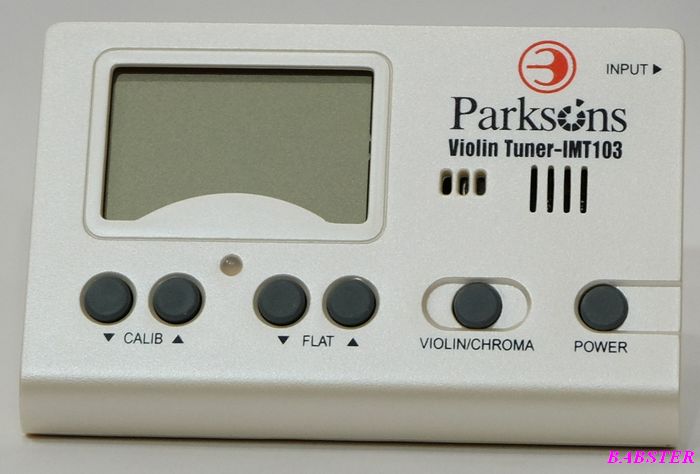 INPUT ▶
Parksons
Violin Tuner-IMT103
▼ CALIB ▲
▼ FLAT ▲
VIOLIN/CHROMA
POWER
BABSTER